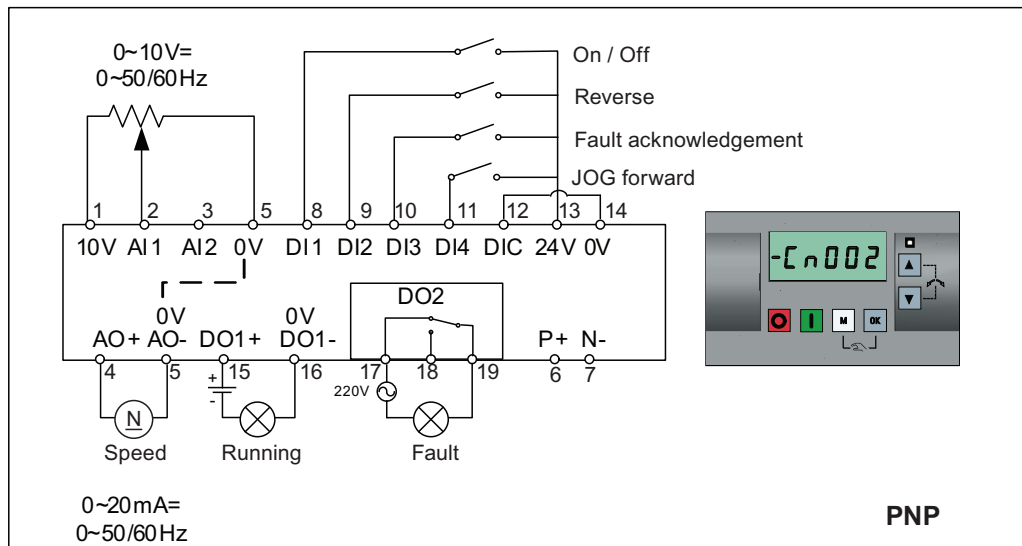 0~10V=
0~50/60Hz
On / Off
Reverse
Fault acknowledgement
JOG forward
1 2 3 5 8 9 10 11 12 13 14
10V AI1 AI2 0V DI1 DI2 DI3 DI4 DIC 24V 0V
-Cn002
M OK
DO2
0V 0V
AO+ AO- DO1+ DO1- P+ N-
4 5 15 16 17 18 19 6 7
+
-
220V
N
Speed Running Fault
0~20mA=
0~50/60Hz
PNP